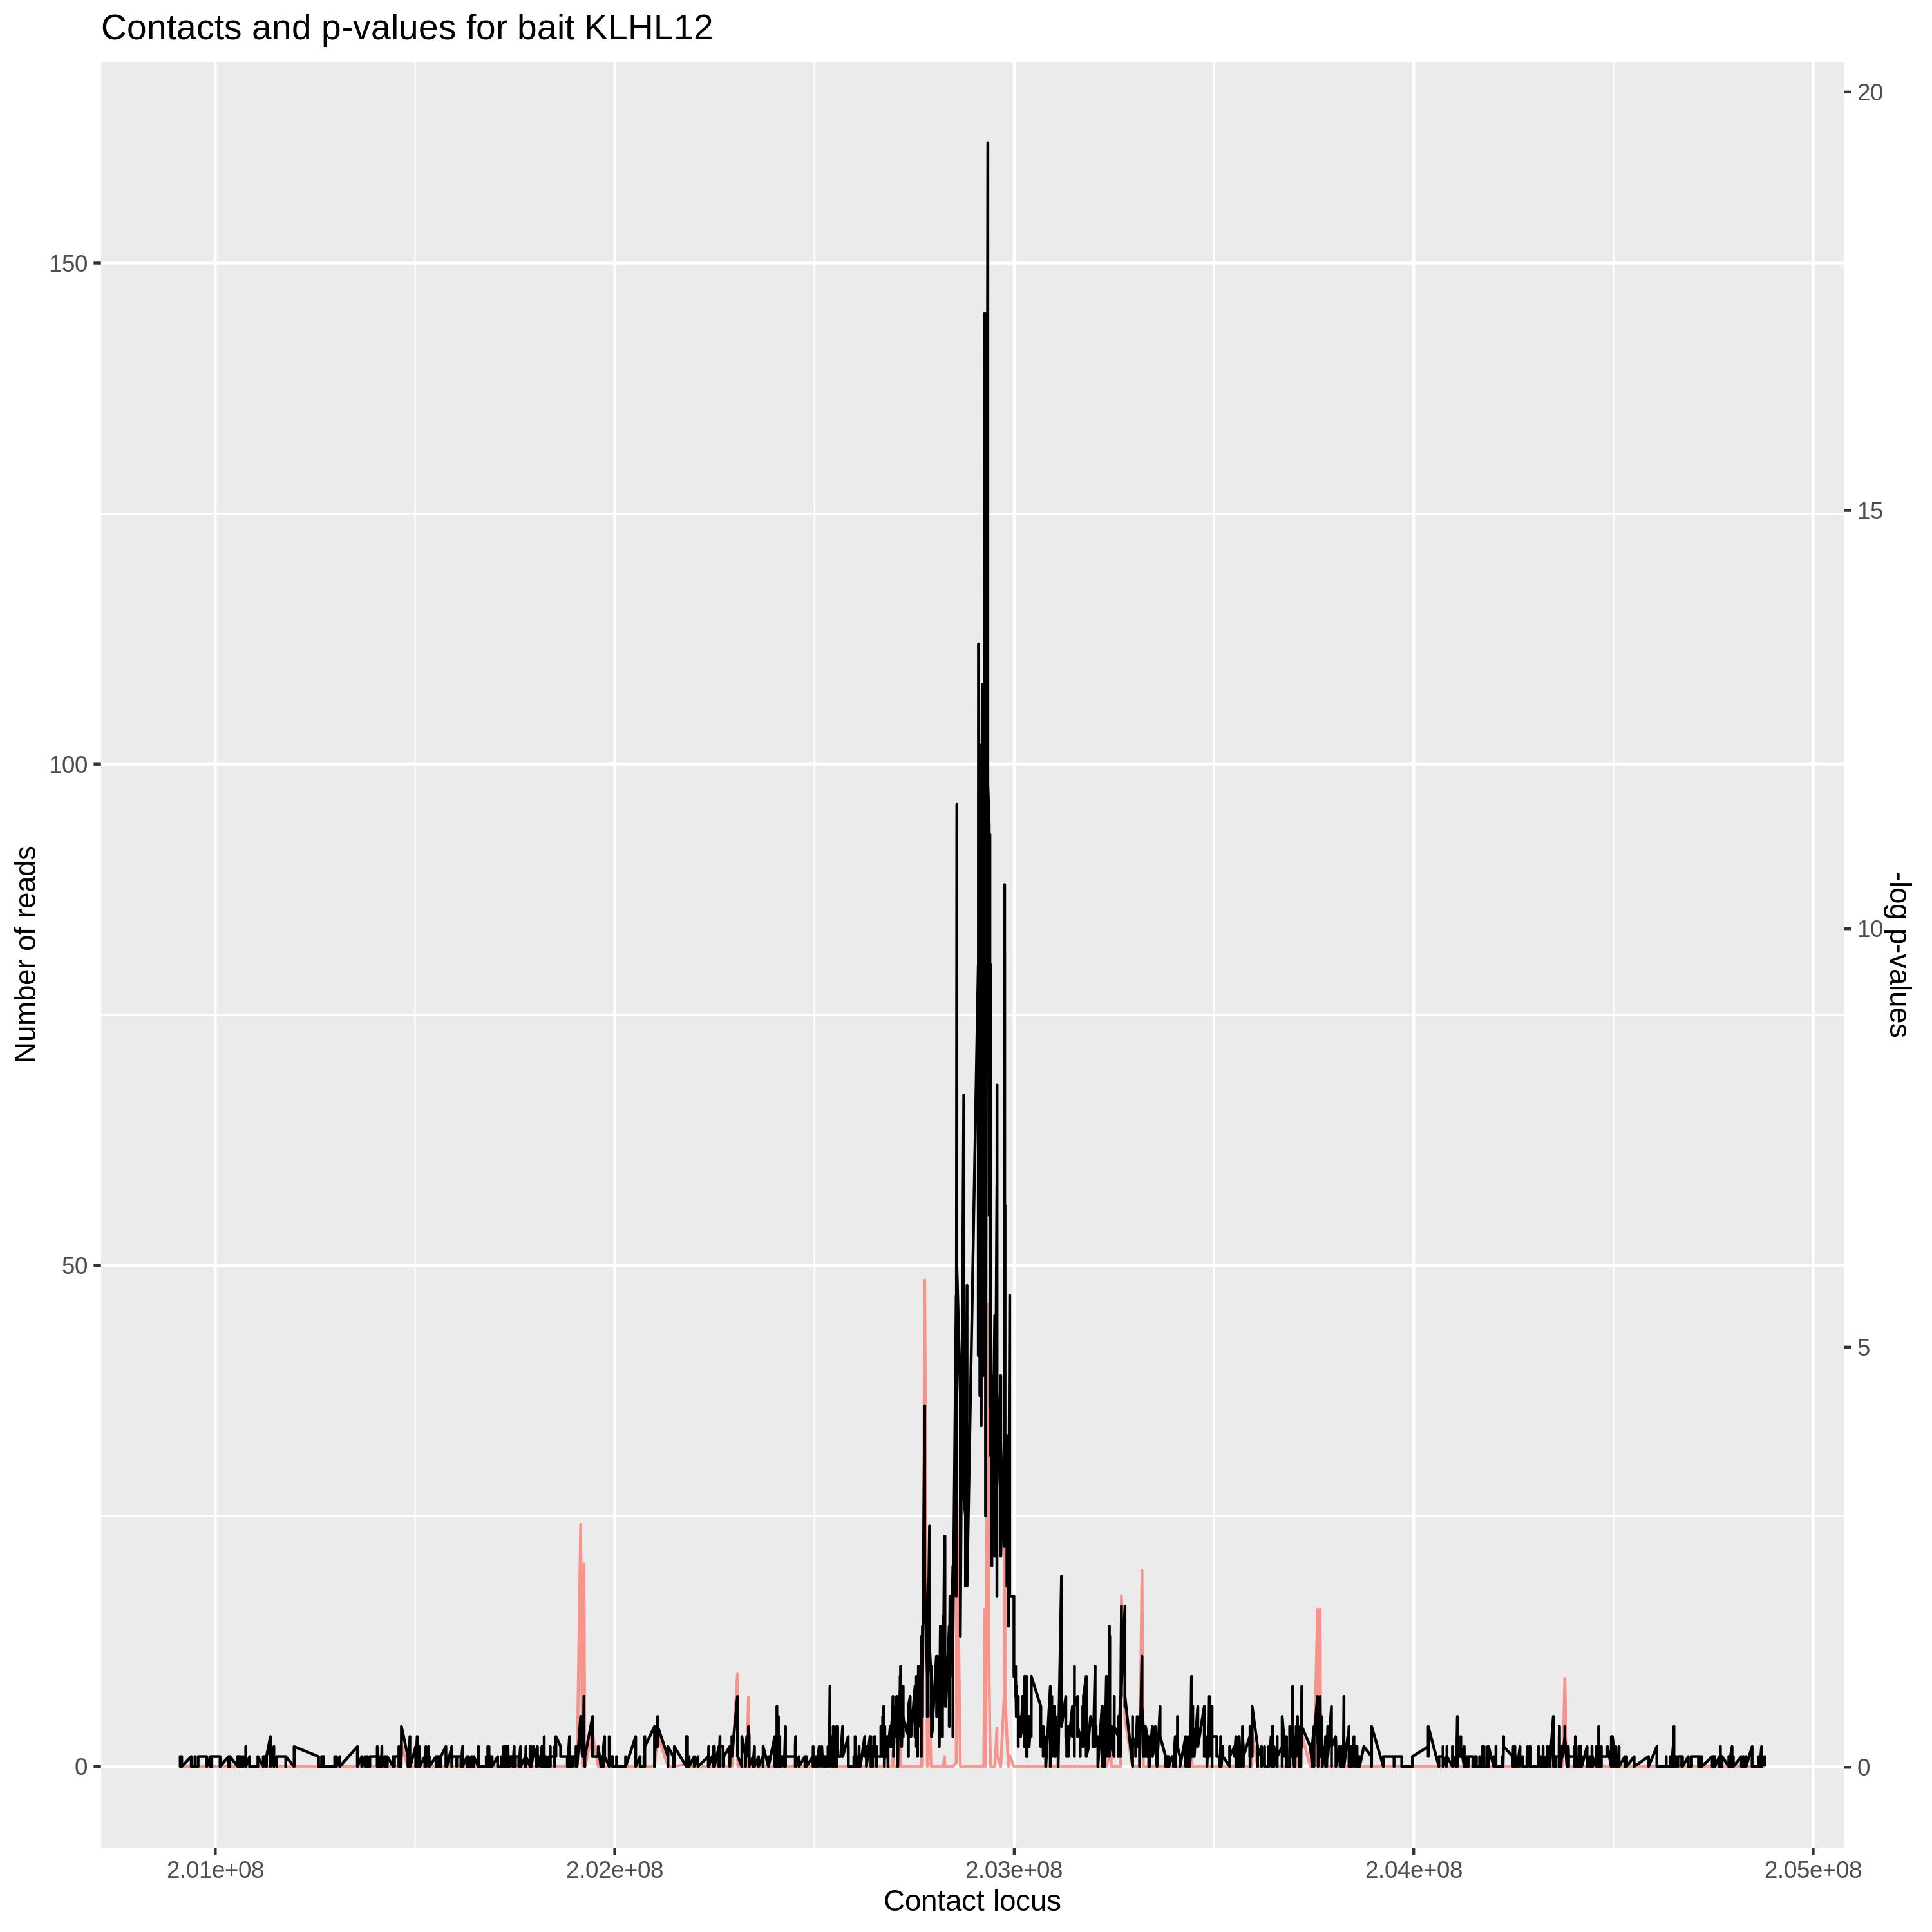 Contacts and p-values for bait KLHL12
20
150
15
100
Number of reads
10
-log p-values
50
5
0
0
2.01e+08 2.02e+08 2.03e+08 2.04e+08 2.05e+08
Contact locus